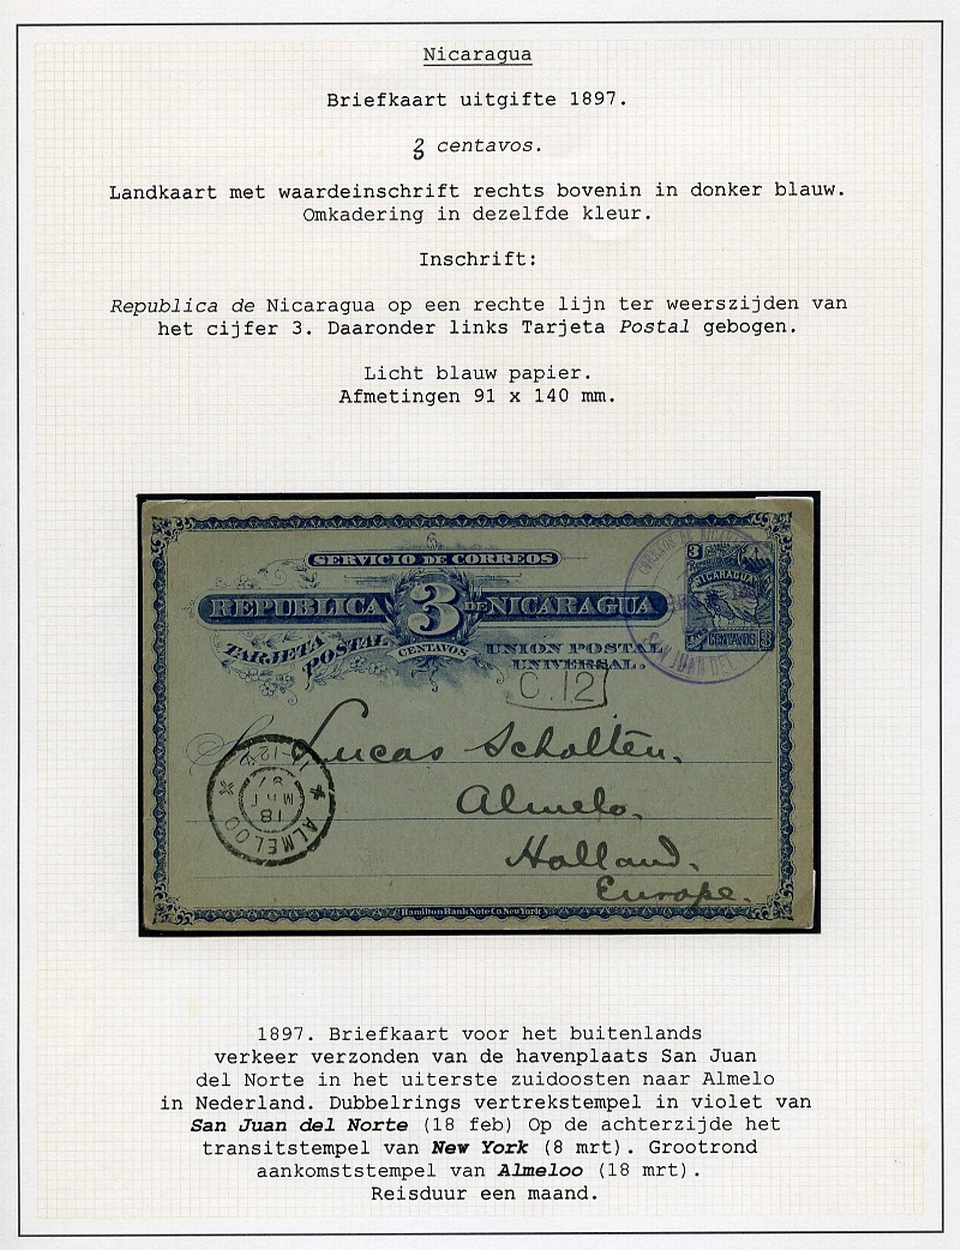 Nicaragua
Briefkaart uitgifte 1897.
3 centavos.
Landkaart met waardeinschrift rechts bovenin in donker blauw.
Omkadering in dezelfde kleur.
Inschrift:
Republica de Nicaragua op een rechte lijn ter weerszijden van
het cijfer 3. Daaronder links Tarjeta Postal gebogen.
Licht blauw papier.
Afmetingen 91 x 140 mm.
SERVICIO DE CORREOS
REPUBLICA 3 DE NICARAGUA
TARJETA POSTAL
CENTAVOS
UNION POSTAL
UNIVERSAL.
3
NICARAGUA
CENTAVOS 3
SAN JUAN DEL
C.12
Lucas Scholten.
Almelo.
Holland.
Europe.
ALMELOO
18 MRT 97
Hamilton Bank Note Co. New York
1897. Briefkaart voor het buitenlands
verkeer verzonden van de havenplaats San Juan
del Norte in het uiterste zuidoosten naar Almelo
in Nederland. Dubbelrings vertrekstempel in violet van
San Juan del Norte (18 feb) Op de achterzijde het
transitstempel van New York (8 mrt). Grootrond
aankomststempel van Almeloo (18 mrt).
Reisduur een maand.